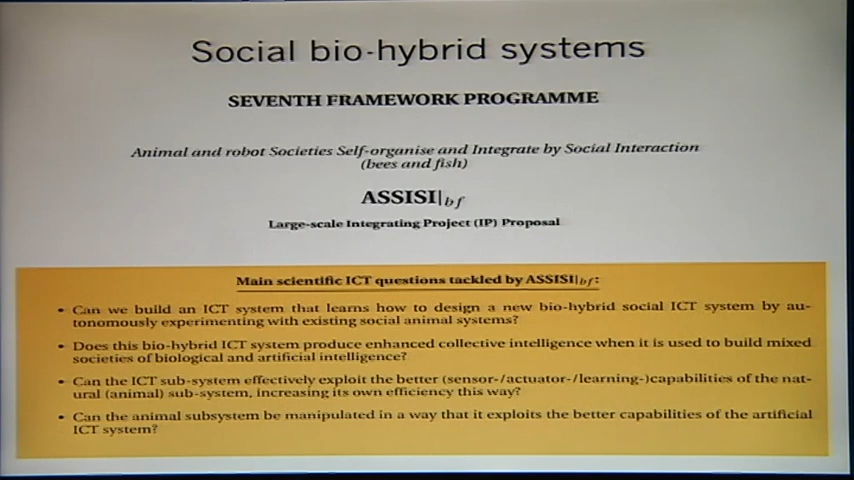 Social bio-hybrid systems
SEVENTH FRAMEWORK PROGRAMME
Animal and robot Societies Self-organise and Integrate by Social Interaction
(bees and fish)
ASSISI|bf
Large-scale Integrating Project (IP) Proposal
Main scientific ICT questions tackled by ASSISI|bf:
• Can we build an ICT system that learns how to design a new bio-hybrid social ICT system by au-
tonomously experimenting with existing social animal systems?
• Does this bio-hybrid ICT system produce enhanced collective intelligence when it is used to build mixed
societies of biological and artificial intelligence?
• Can the ICT sub-system effectively exploit the better (sensor-/actuator-/learning-)capabilities of the nat-
ural (animal) sub-system, increasing its own efficiency this way?
• Can the animal subsystem be manipulated in a way that it exploits the better capabilities of the artificial
ICT system?